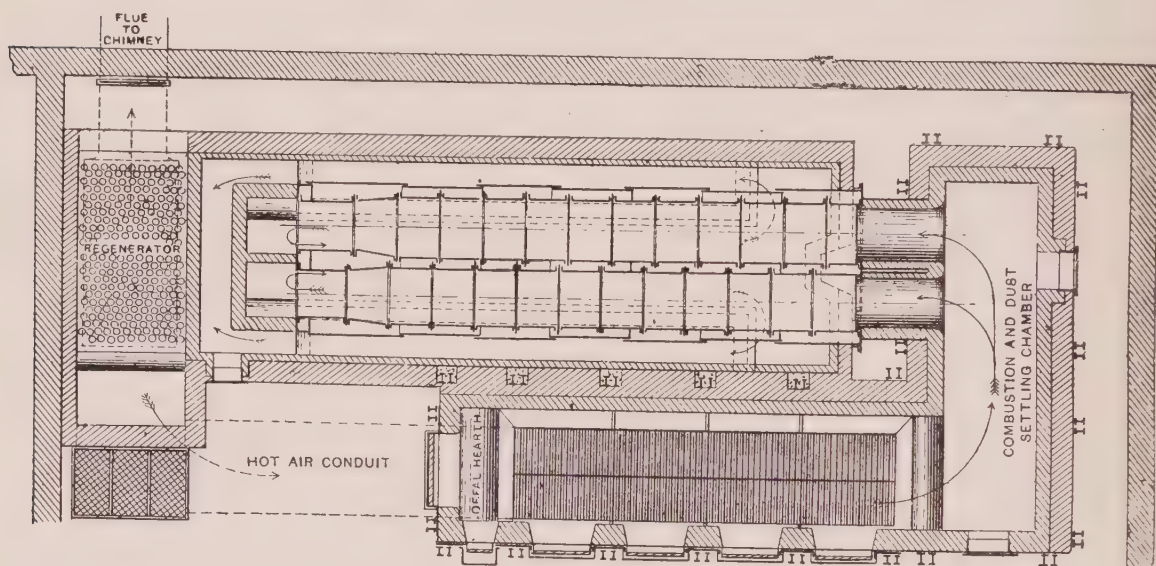 FLUE
TO
CHIMNEY
REGENERATOR
HOT AIR CONDUIT
OFFAL HEARTH
COMBUSTION AND DUST
SETTLING CHAMBER